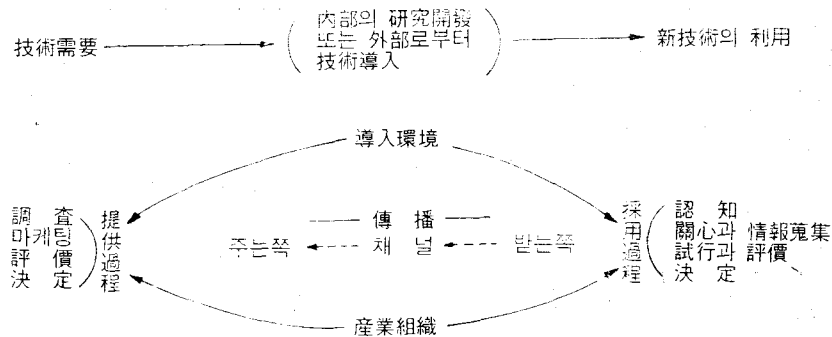 技術需要
內部의 硏究開發
또는 外部로부터
技術導入
新技術의 利用
導入環境
調査
마케팅
評價
決定
提供過程
傳播
주는쪽 채널 받는쪽
採用過程
認知
關心과 情報蒐集
試行과 評價
決定
産業組織